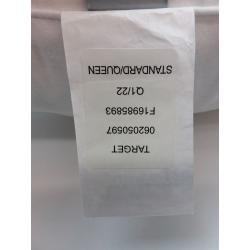 TARGET
062050597
F16985893
Q1/22
STANDARD/QUEEN